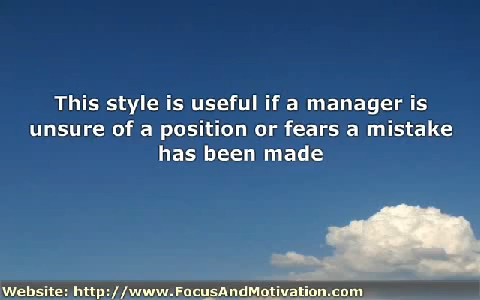 This style is useful if a manager is
unsure of a position or fears a mistake
has been made
Website: http://www.FocusAndMotivation.com